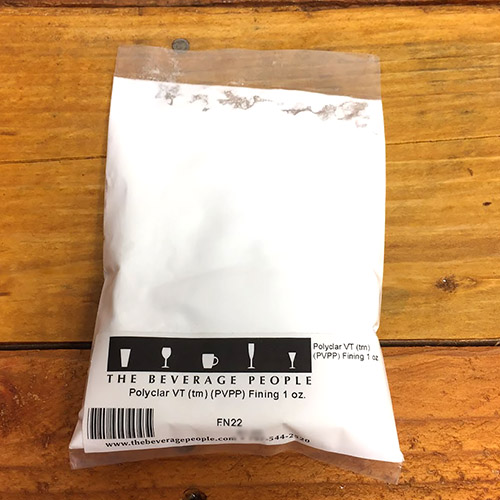 Polyclar VT (tm)
(PVPP) Fining 1 oz
THE BEVERAGE PEOPLE
Polyclar VT (tm) (PVPP) Fining 1 oz.
FN22
www.thebeveragepeople.com
544-2520